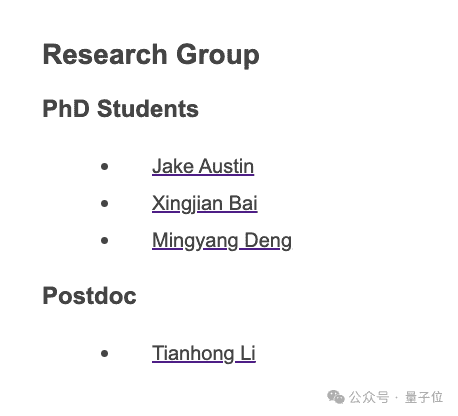 Research Group
PhD Students
• Jake Austin
• Xingjian Bai
• Mingyang Deng
Postdoc
• Tianhong Li
公众号 · 量子位